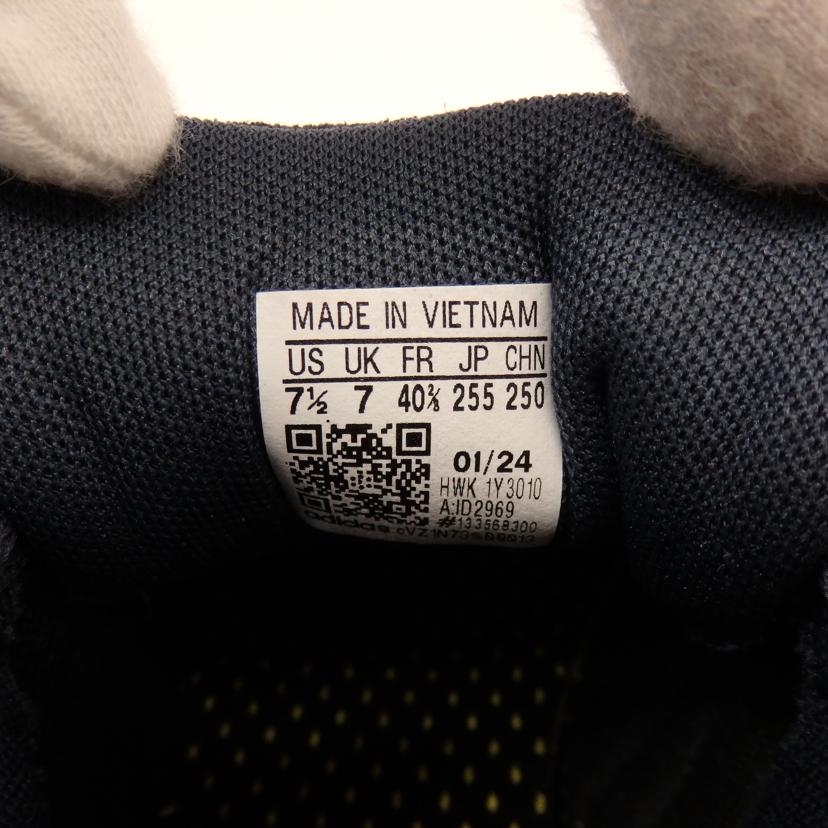 MADE IN VIETNAM
US UK FR JP CHN
7½ 7 40⅔ 255 250
01/24
HWK 1Y3010
A:ID2969
#133568300
adidas